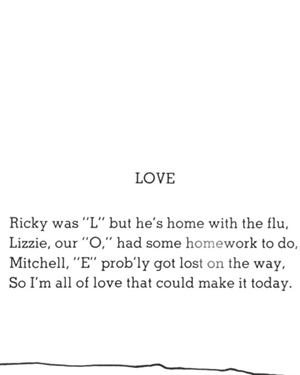 LOVE
Ricky was "L" but he's home with the flu,
Lizzie, our "O," had some homework to do,
Mitchell, "E" prob'ly got lost on the way,
So I'm all of love that could make it today.